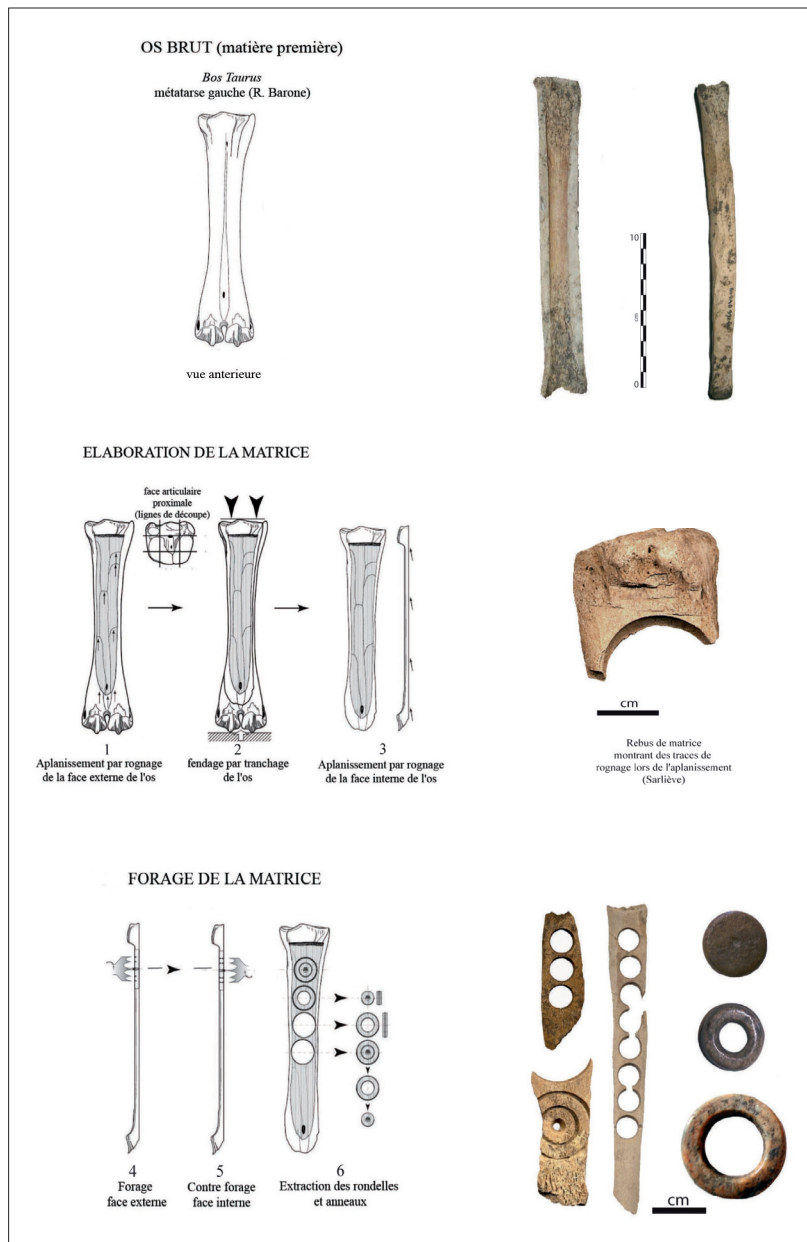 OS BRUT (matière première)
Bos Taurus
métatarse gauche (R. Barone)
vue anterieure
10
5
0
ELABORATION DE LA MATRICE
face articulaire
proximale
(lignes de découpe)
1
Aplanissement par rognage
de la face externe de l'os
2
fendage par tranchage
de l'os
3
Aplanissement par rognage
de la face interne de l'os
cm
Rebus de matrice
montrant des traces de
rognage lors de l'aplanissement
(Sarliève)
FORAGE DE LA MATRICE
4
Forage
face externe
5
Contre forage
face interne
6
Extraction des rondelles
et anneaux
cm